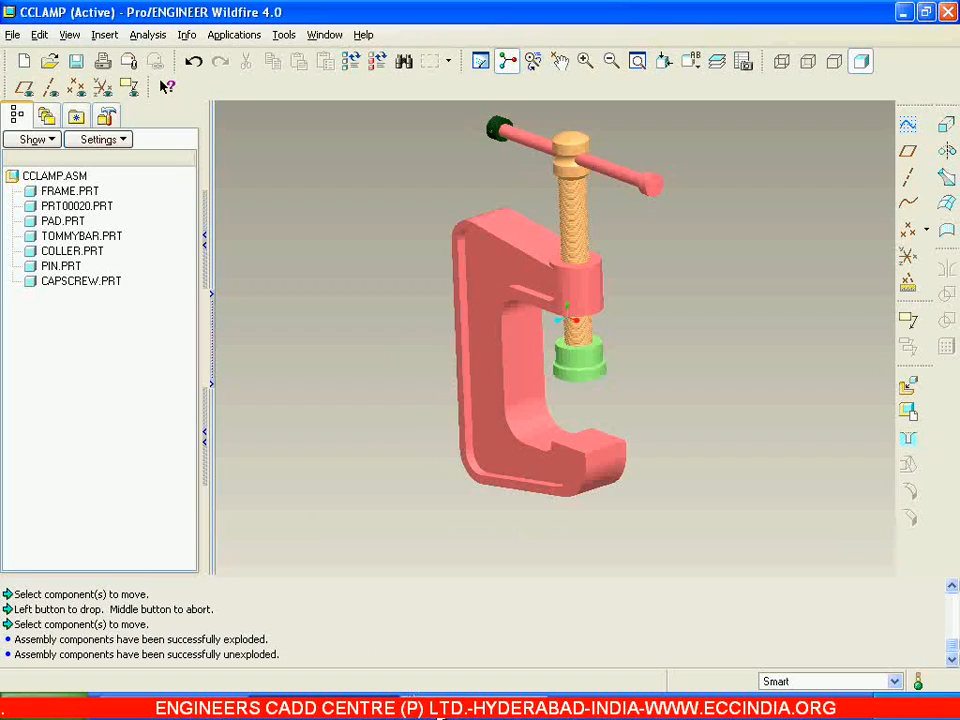 CCLAMP (Active) - Pro/ENGINEER Wildfire 4.0
File Edit View Insert Analysis Info Applications Tools Window Help
Show Settings
CCLAMP.ASM
FRAME.PRT
PRT00020.PRT
PAD.PRT
TOMMYBAR.PRT
COLLER.PRT
PIN.PRT
CAPSCREW.PRT
Select component(s) to move.
Left button to drop. Middle button to abort.
Select component(s) to move.
Assembly components have been successfully exploded.
Assembly components have been successfully unexploded.
Smart
. ENGINEERS CADD CENTRE (P) LTD.-HYDERABAD-INDIA-WWW.ECCINDIA.ORG